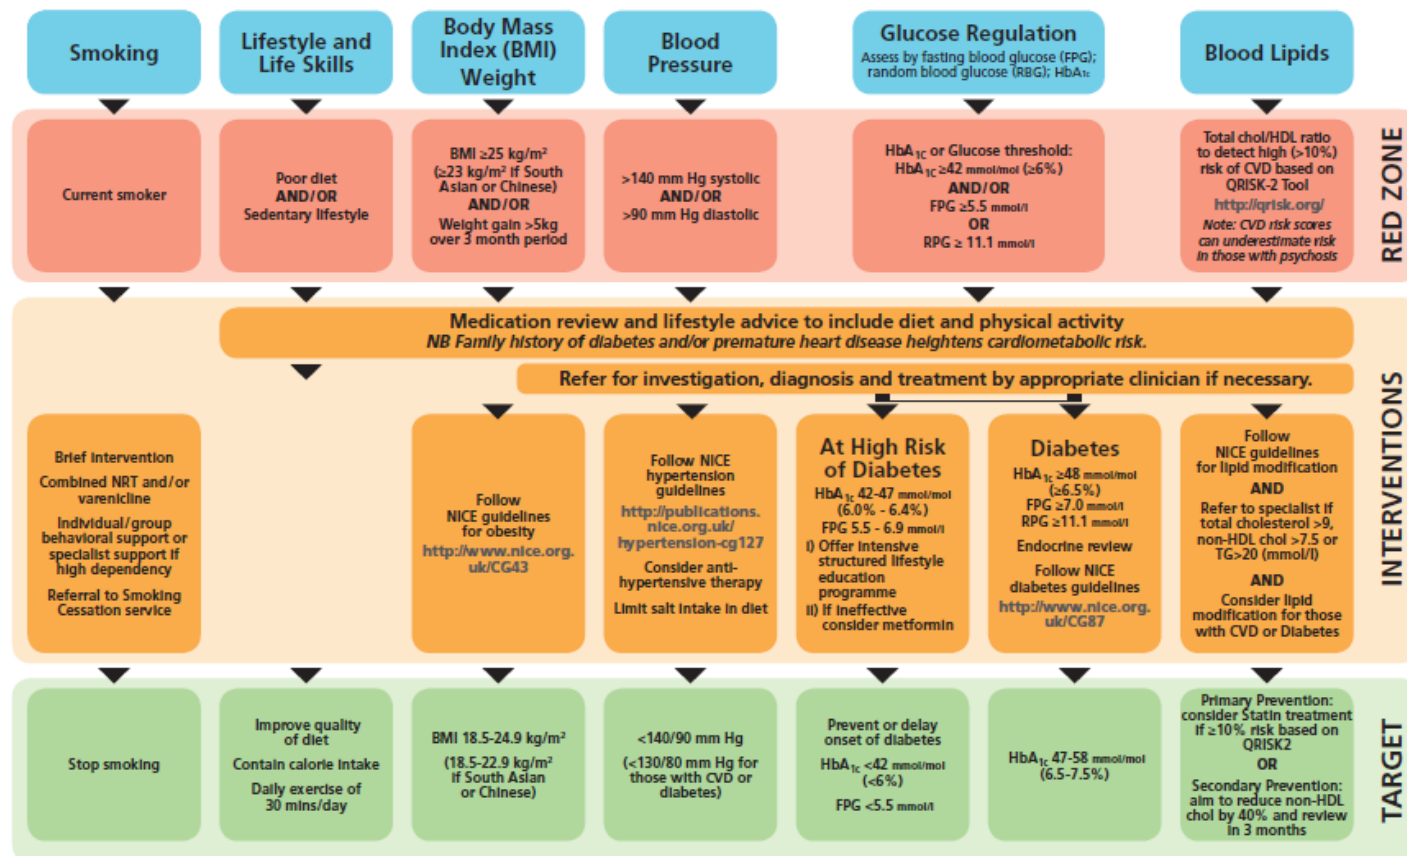 Smoking
Lifestyle and
Life Skills
Body Mass
Index (BMI)
Weight
Blood
Pressure
Glucose Regulation
Assess by fasting blood glucose (FPG);
random blood glucose (RBG); HbA1c
Blood Lipids
RED ZONE
Current smoker
Poor diet
AND/OR
Sedentary lifestyle
BMI ≥25 kg/m²
(≥23 kg/m² if South
Asian or Chinese)
AND/OR
Weight gain >5kg
over 3 month period
>140 mm Hg systolic
AND/OR
>90 mm Hg diastolic
HbA1C or Glucose threshold:
HbA1C ≥42 mmol/mol (≥6%)
AND/OR
FPG ≥5.5 mmol/l
OR
RPG ≥ 11.1 mmol/l
Total chol/HDL ratio
to detect high (>10%)
risk of CVD based on
QRISK-2 Tool
http://qrisk.org/
Note: CVD risk scores
can underestimate risk
in those with psychosis
INTERVENTIONS
Medication review and lifestyle advice to include diet and physical activity
NB Family history of diabetes and/or premature heart disease heightens cardiometabolic risk.
Refer for investigation, diagnosis and treatment by appropriate clinician if necessary.
Brief intervention
Combined NRT and/or
varenicline
Individual/group
behavioral support or
specialist support if
high dependency
Referral to Smoking
Cessation service
Follow
NICE guidelines
for obesity
http://www.nice.org.
uk/CG43
Follow NICE
hypertension
guidelines
http://publications.
nice.org.uk/
hypertension-cg127
Consider anti-
hypertensive therapy
Limit salt intake in diet
At High Risk
of Diabetes
HbA1c 42-47 mmol/mol
(6.0% - 6.4%)
FPG 5.5 - 6.9 mmol/l
i) Offer intensive
structured lifestyle
education
programme
ii) If ineffective
consider metformin
Diabetes
HbA1c ≥48 mmol/mol
(≥6.5%)
FPG ≥7.0 mmol/l
RPG ≥11.1 mmol/l
Endocrine review
Follow NICE
diabetes guidelines
http://www.nice.org.
uk/CG87
Follow
NICE guidelines
for lipid modification
AND
Refer to specialist if
total cholesterol >9,
non-HDL chol >7.5 or
TG>20 (mmol/l)
AND
Consider lipid
modification for those
with CVD or Diabetes
TARGET
Stop smoking
Improve quality
of diet
Contain calorie intake
Daily exercise of
30 mins/day
BMI 18.5-24.9 kg/m²
(18.5-22.9 kg/m²
if South Asian
or Chinese)
<140/90 mm Hg
(<130/80 mm Hg for
those with CVD or
diabetes)
Prevent or delay
onset of diabetes
HbA1c <42 mmol/mol
(<6%)
FPG <5.5 mmol/l
HbA1c 47-58 mmol/mol
(6.5-7.5%)
Primary Prevention:
consider Statin treatment
if ≥10% risk based on
QRISK2
OR
Secondary Prevention:
aim to reduce non-HDL
chol by 40% and review
in 3 months